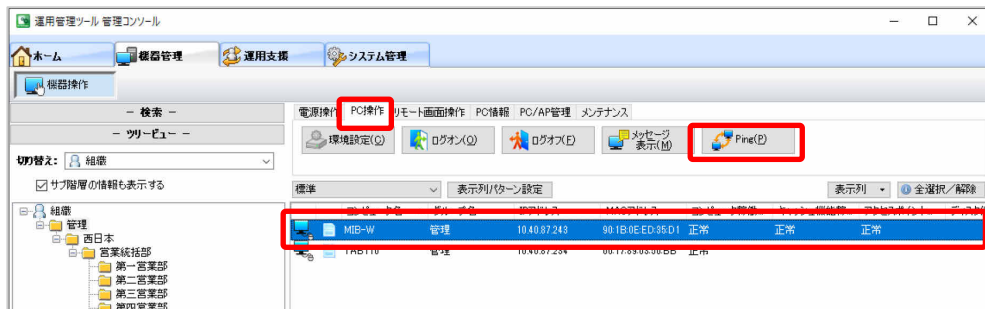 運用管理ツール 管理コンソール
ホーム 機器管理 運用支援 システム管理
機器操作
− 検索 −
− ツリービュー −
切り替え： 組織
サブ階層の情報も表示する
組織
管理
西日本
営業統括部
第一営業部
第二営業部
第三営業部
第四営業部
電源操作 PC操作 リモート画面操作 PC情報 PC/AP管理 メンテナンス
環境設定(O) ログオン(O) ログオフ(F) メッセージ表示(M) Pine(P)
標準 表示列パターン設定 表示列 全選択／解除
MIB-W 管理 10.40.87.243 90:1B:0E:ED:35:D1 正常 正常 正常
TAB110 管理 10.40.87.234 正常